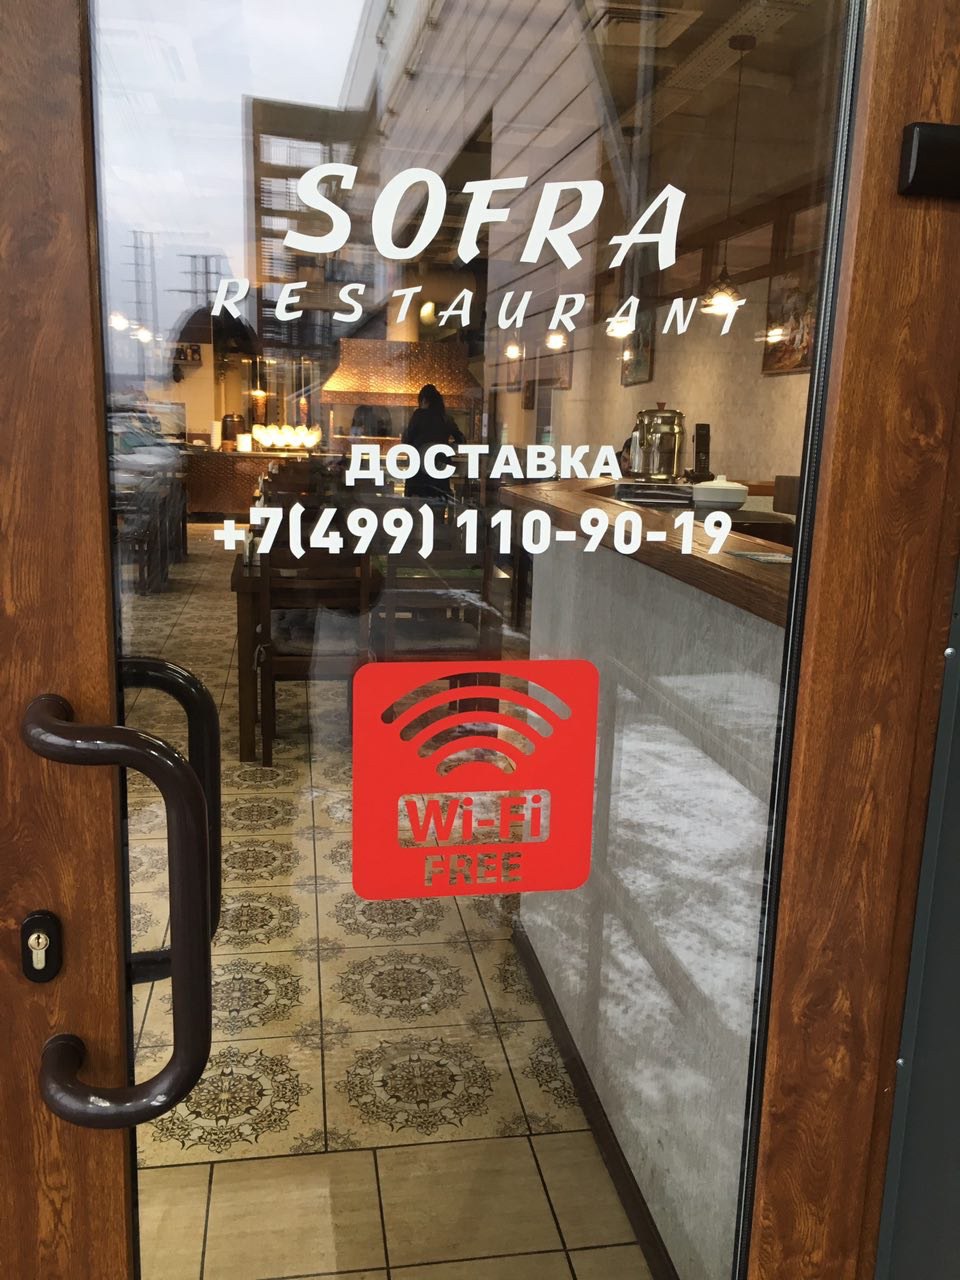 SOFRA
RESTAURANT
ДОСТАВКА
+7(499) 110-90-19
Wi-Fi
FREE